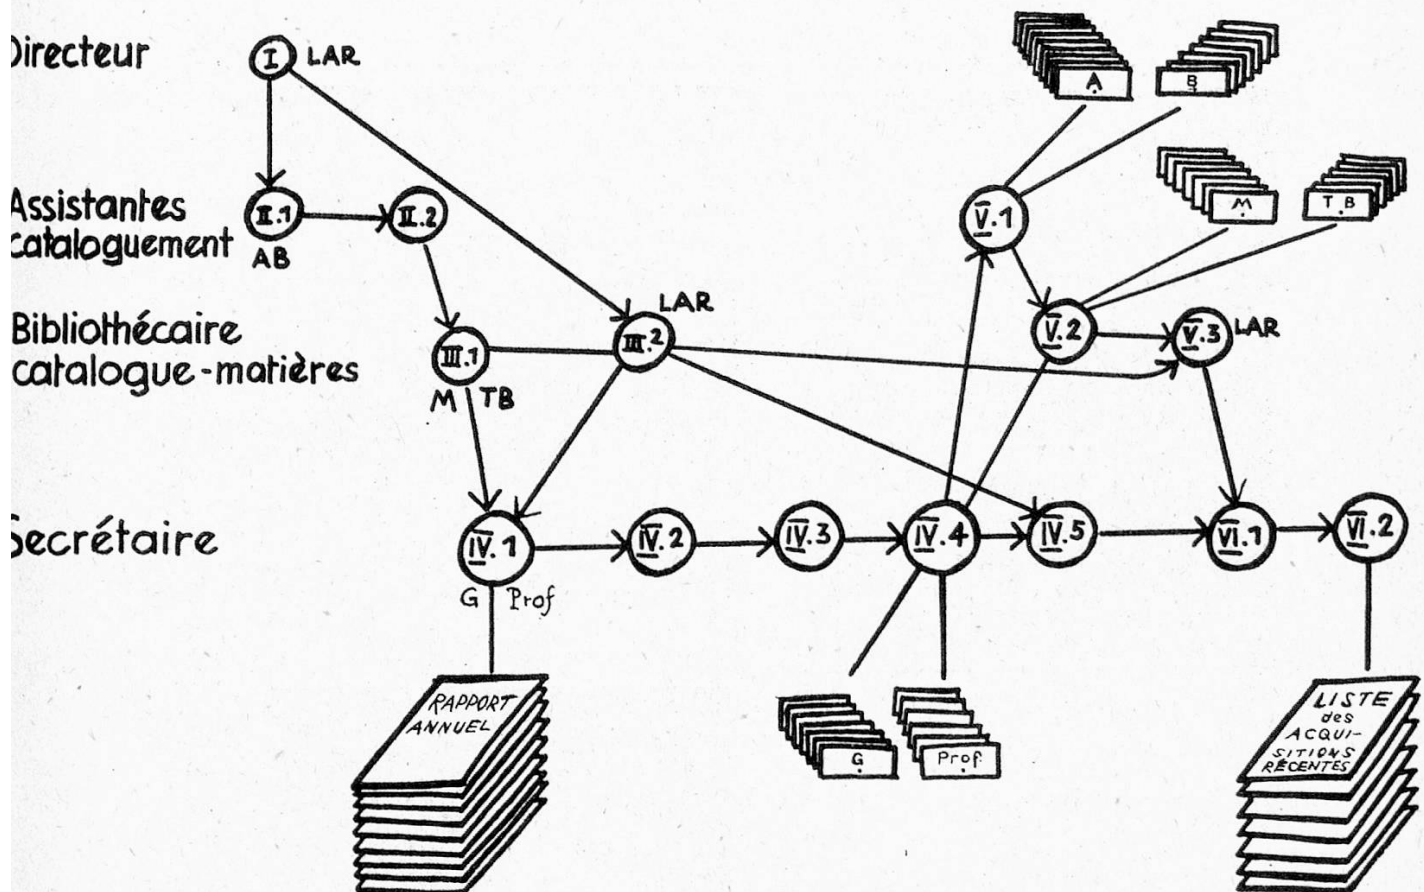 Directeur
I LAR
A
B
Assistantes
cataloguement
II.1
II.2
AB
V.1
M
T.B
Bibliothécaire
catalogue-matières
III.1
III.2
LAR
M TB
V.2
V.3
LAR
Secrétaire
IV.1
IV.2
IV.3
IV.4
IV.5
VI.1
VI.2
G Prof
RAPPORT
ANNUEL
G
Prof.
LISTE
des
ACQUI-
SITIONS
RÉCENTES